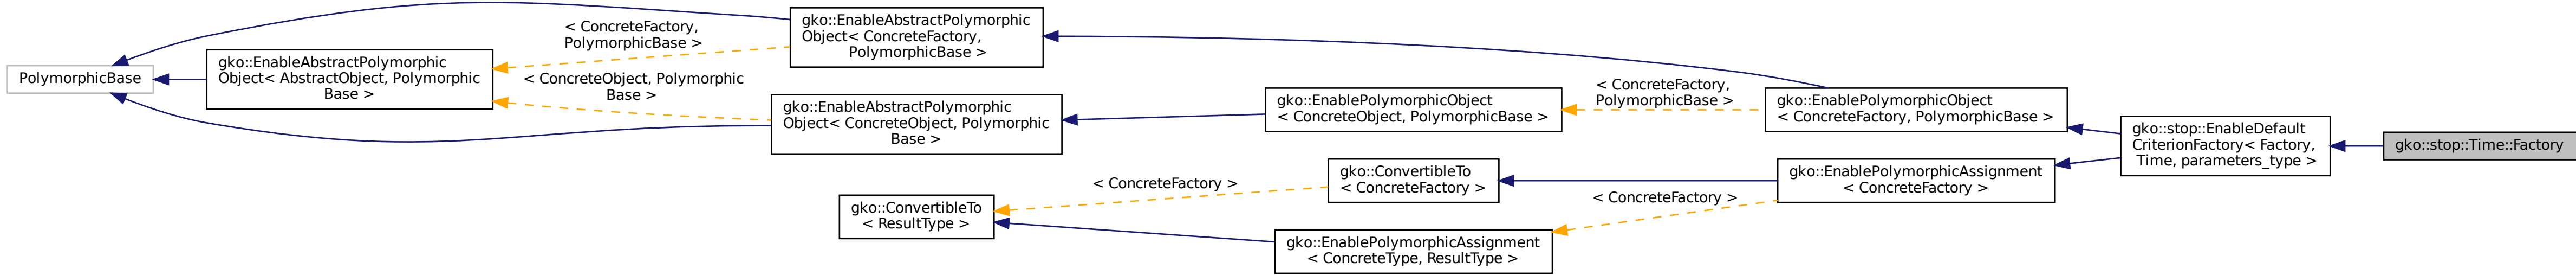 PolymorphicBase
gko::EnableAbstractPolymorphic
Object< AbstractObject, Polymorphic
Base >
< ConcreteFactory,
PolymorphicBase >
< ConcreteObject, Polymorphic
Base >
gko::EnableAbstractPolymorphic
Object< ConcreteFactory,
PolymorphicBase >
gko::EnableAbstractPolymorphic
Object< ConcreteObject, Polymorphic
Base >
gko::ConvertibleTo
< ResultType >
< ConcreteFactory >
gko::EnablePolymorphicObject
< ConcreteObject, PolymorphicBase >
gko::ConvertibleTo
< ConcreteFactory >
gko::EnablePolymorphicAssignment
< ConcreteType, ResultType >
< ConcreteFactory,
PolymorphicBase >
< ConcreteFactory >
gko::EnablePolymorphicObject
< ConcreteFactory, PolymorphicBase >
gko::EnablePolymorphicAssignment
< ConcreteFactory >
gko::stop::EnableDefault
CriterionFactory< Factory,
Time, parameters_type >
gko::stop::Time::Factory